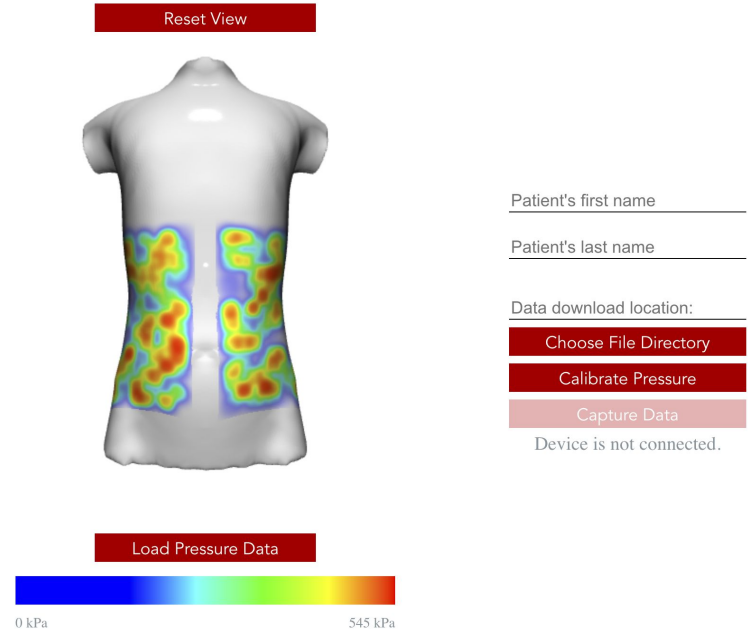 Reset View
Patient's first name
Patient's last name
Data download location:
Choose File Directory
Calibrate Pressure
Capture Data
Device is not connected.
Load Pressure Data
0 kPa
545 kPa